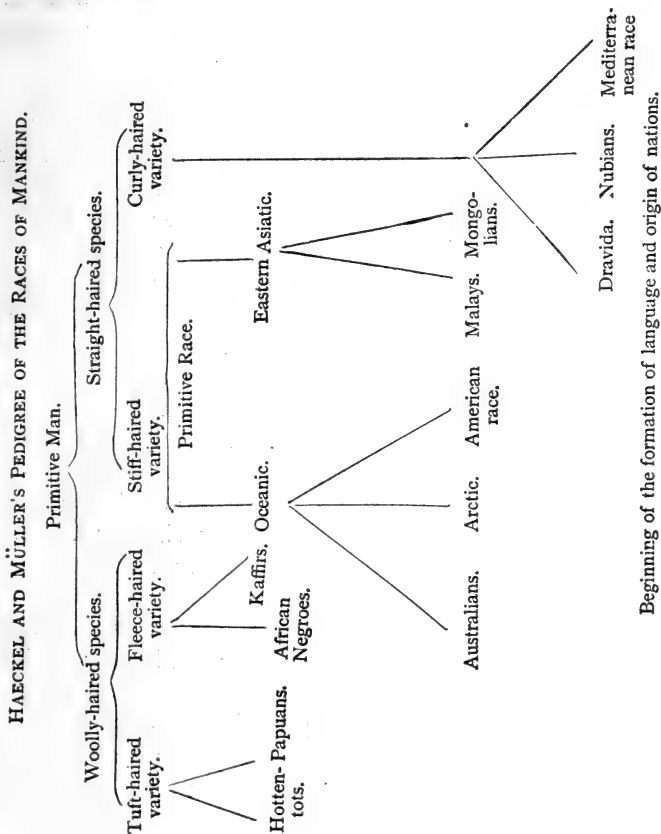 HAECKEL AND MÜLLER'S PEDIGREE OF THE RACES OF MANKIND.
Primitive Man.
Woolly-haired species.
Straight-haired species.
Tuft-haired
variety.
Fleece-haired
variety.
Stiff-haired
variety.
Curly-haired
variety.
Primitive Race.
Hotten-
tots.
Papuans.
African
Negroes.
Kaffirs.
Oceanic.
Eastern Asiatic.
Australians.
Arctic.
American
race.
Malays.
Mongo-
lians.
Dravida.
Nubians.
Mediterra-
nean race
Beginning of the formation of language and origin of nations.